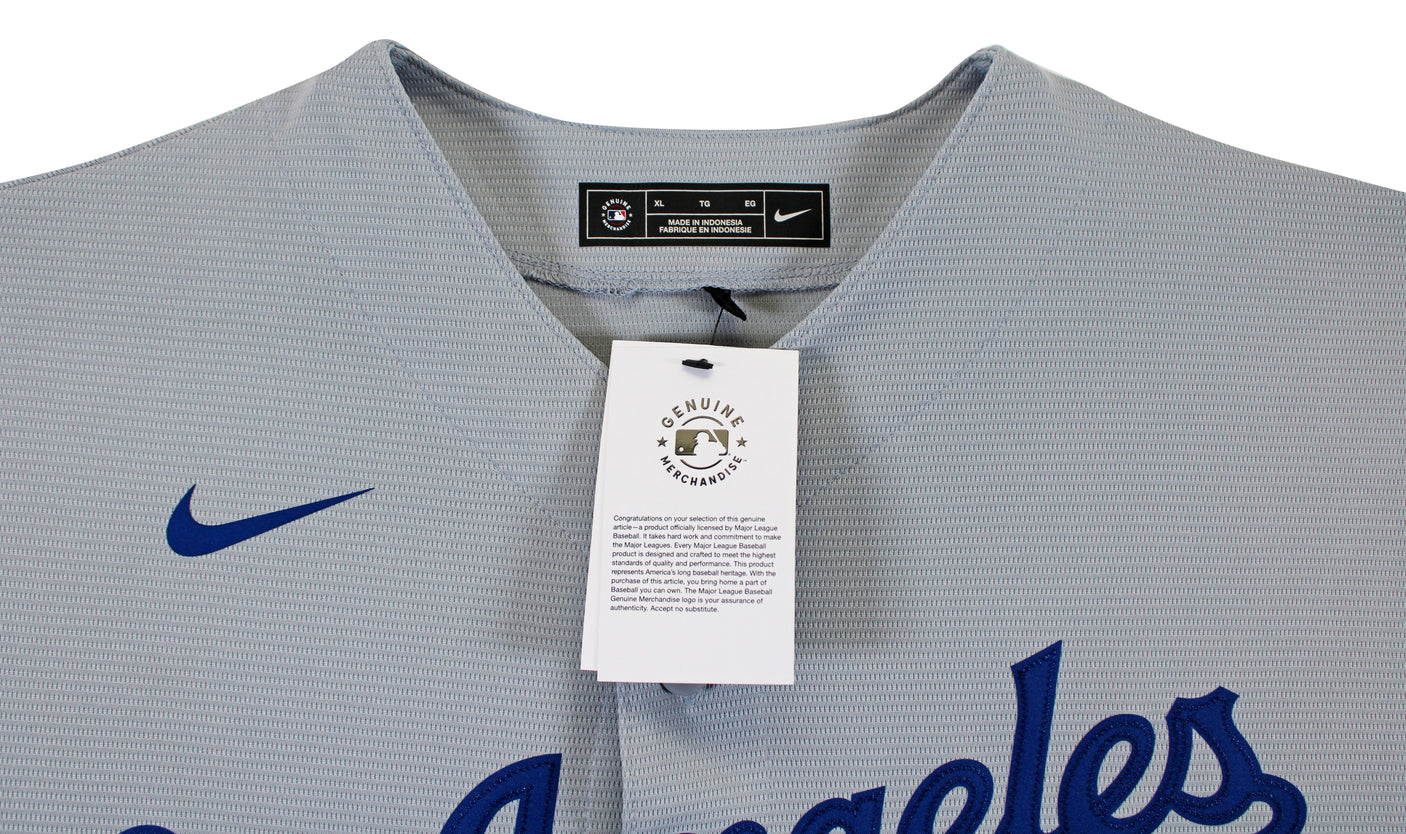 GENUINE
MERCHANDISE
XL TG EG
MADE IN INDONESIA
FABRIQUE EN INDONESIE
GENUINE
MERCHANDISE
Congratulations on your selection of this genuine
article—a product officially licensed by Major League
Baseball. It takes hard work and commitment to make
the Major Leagues. Every Major League Baseball
product is designed and crafted to meet the highest
standards of quality and performance. This product
represents America's long baseball heritage. With the
purchase of this article, you bring home a part of
Baseball you can own. The Major League Baseball
Genuine Merchandise logo is your assurance of
authenticity. Accept no substitute.
Angeles